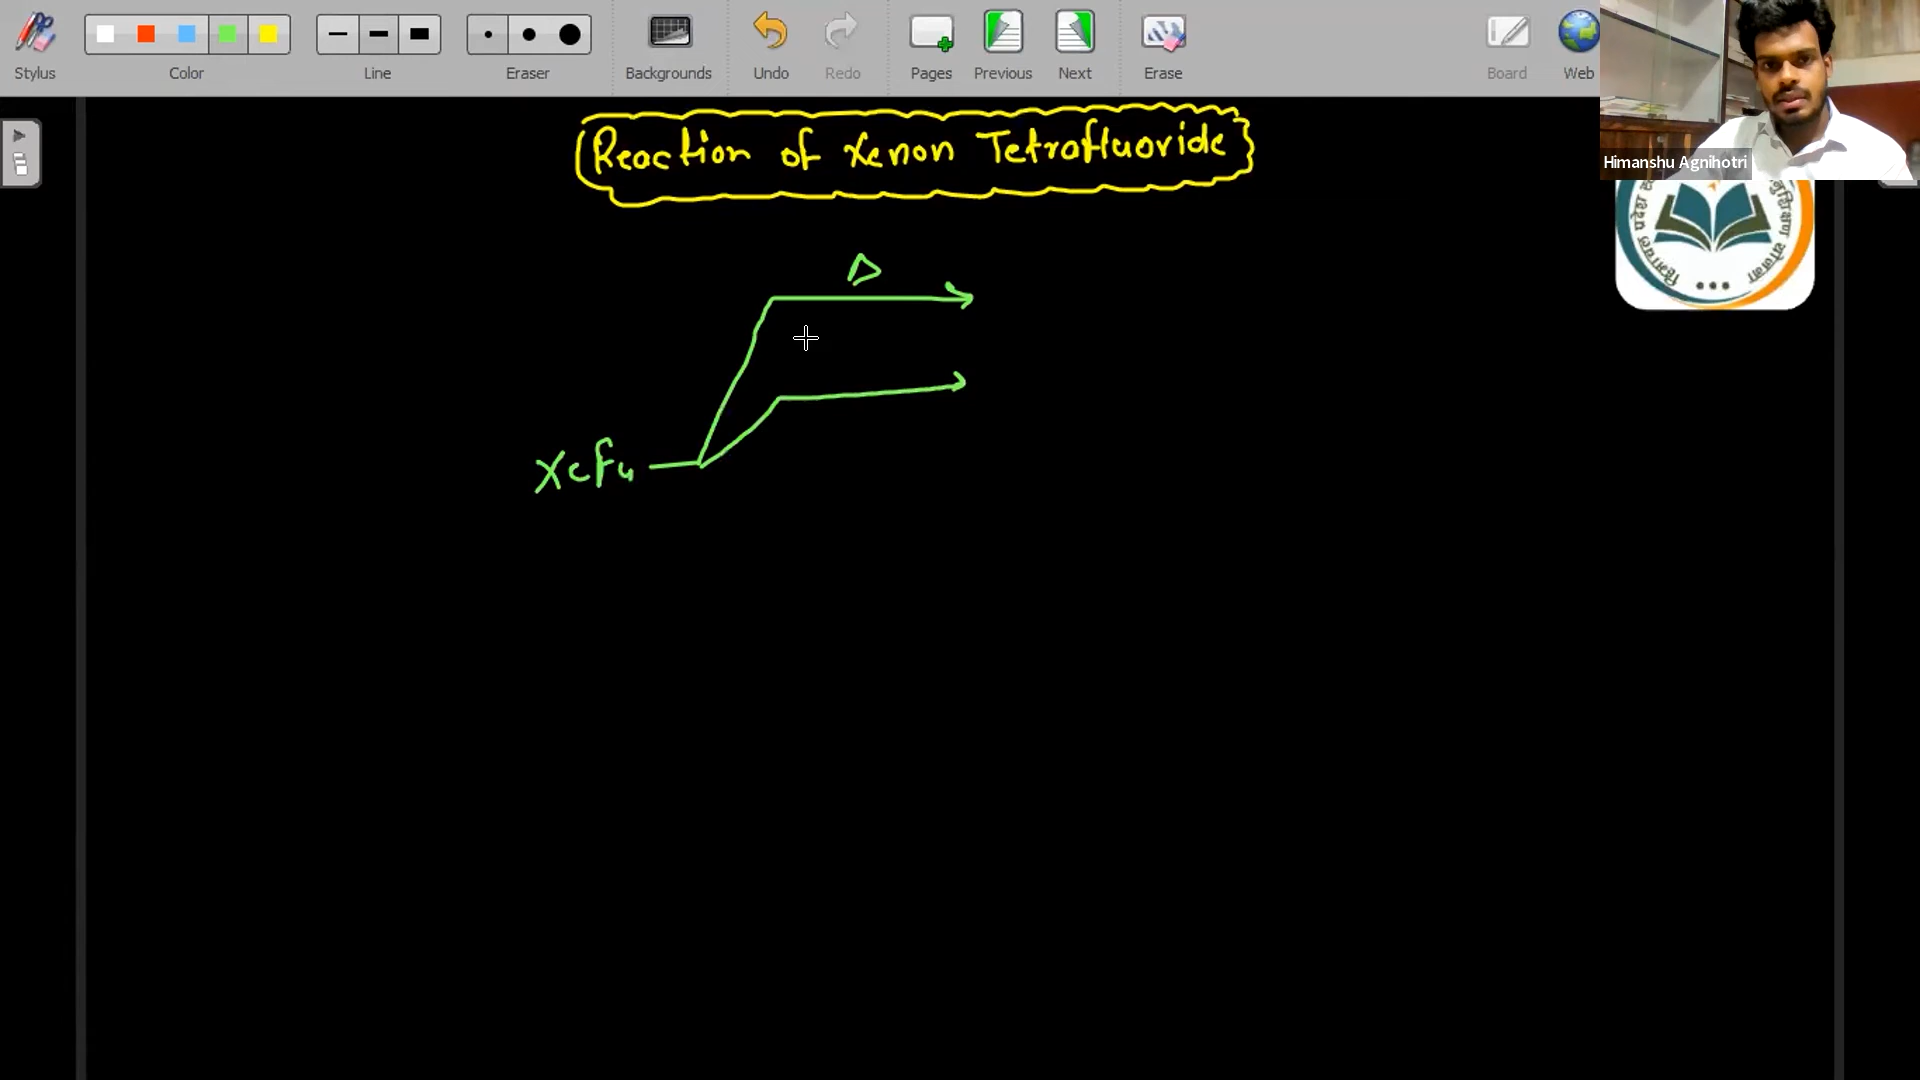 Stylus
Color
Line
Eraser
Backgrounds
Undo
Redo
Pages
Previous
Next
Erase
Board
Web
Himanshu Agnihotri
Reaction of Xenon Tetrofluoride
Δ
XeF4